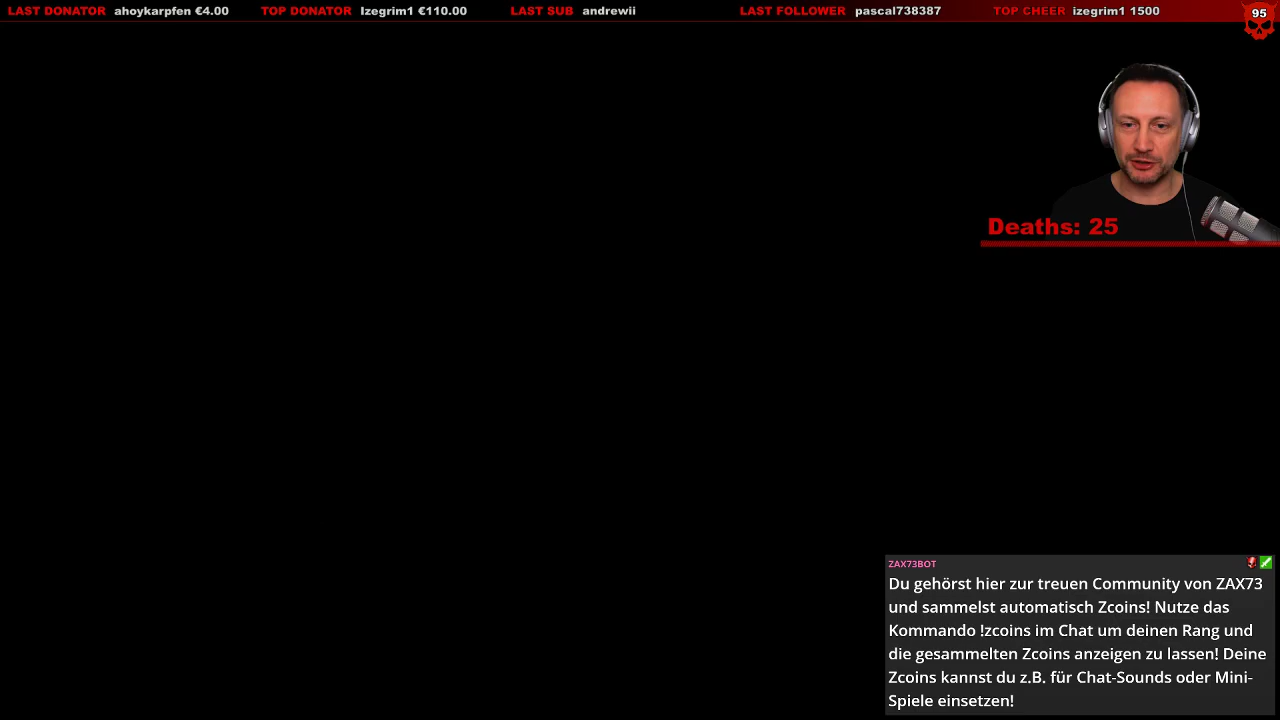 LAST DONATOR ahoykarpfen €4.00 TOP DONATOR Izegrim1 €110.00 LAST SUB andrewii LAST FOLLOWER pascal738387 TOP CHEER izegrim1 1500 95
Deaths: 25
ZAX73BOT
Du gehörst hier zur treuen Community von ZAX73
und sammelst automatisch Zcoins! Nutze das
Kommando !zcoins im Chat um deinen Rang und
die gesammelten Zcoins anzeigen zu lassen! Deine
Zcoins kannst du z.B. für Chat-Sounds oder Mini-
Spiele einsetzen!